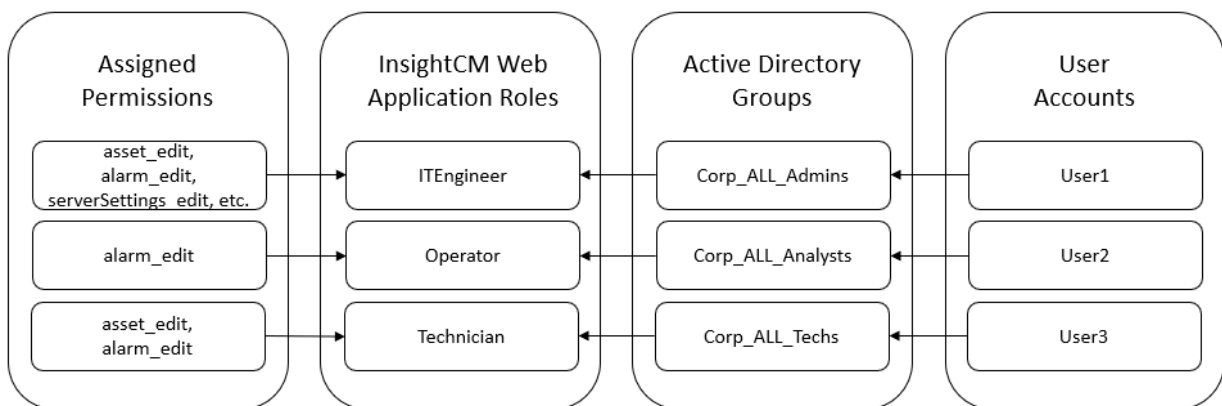 Assigned
Permissions
InsightCM Web
Application Roles
Active Directory
Groups
User
Accounts
asset_edit,
alarm_edit,
serverSettings_edit, etc.
ITEngineer
Corp_ALL_Admins
User1
alarm_edit
Operator
Corp_ALL_Analysts
User2
asset_edit,
alarm_edit
Technician
Corp_ALL_Techs
User3